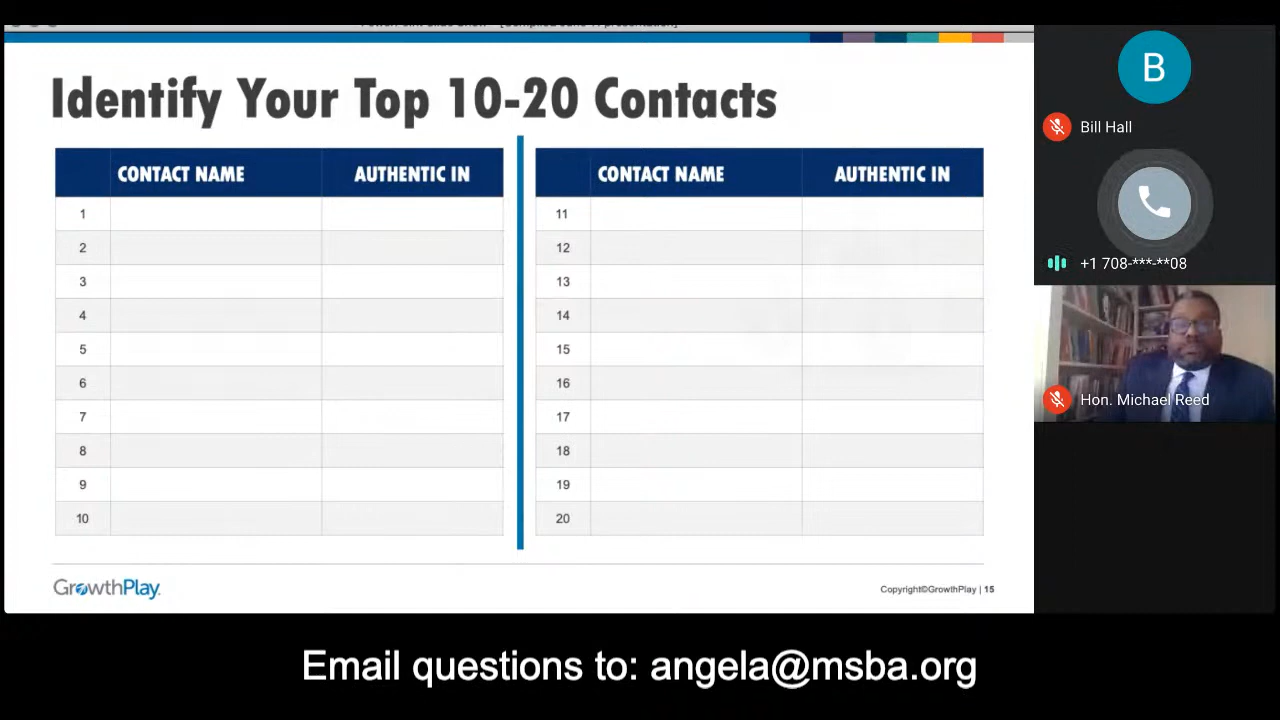 Identify Your Top 10-20 Contacts
CONTACT NAME AUTHENTIC IN
1
2
3
4
5
6
7
8
9
10
CONTACT NAME AUTHENTIC IN
11
12
13
14
15
16
17
18
19
20
GrowthPlay
Copyright©GrowthPlay | 15
B
Bill Hall
+1 708-***-**08
Hon. Michael Reed
Email questions to: angela@msba.org